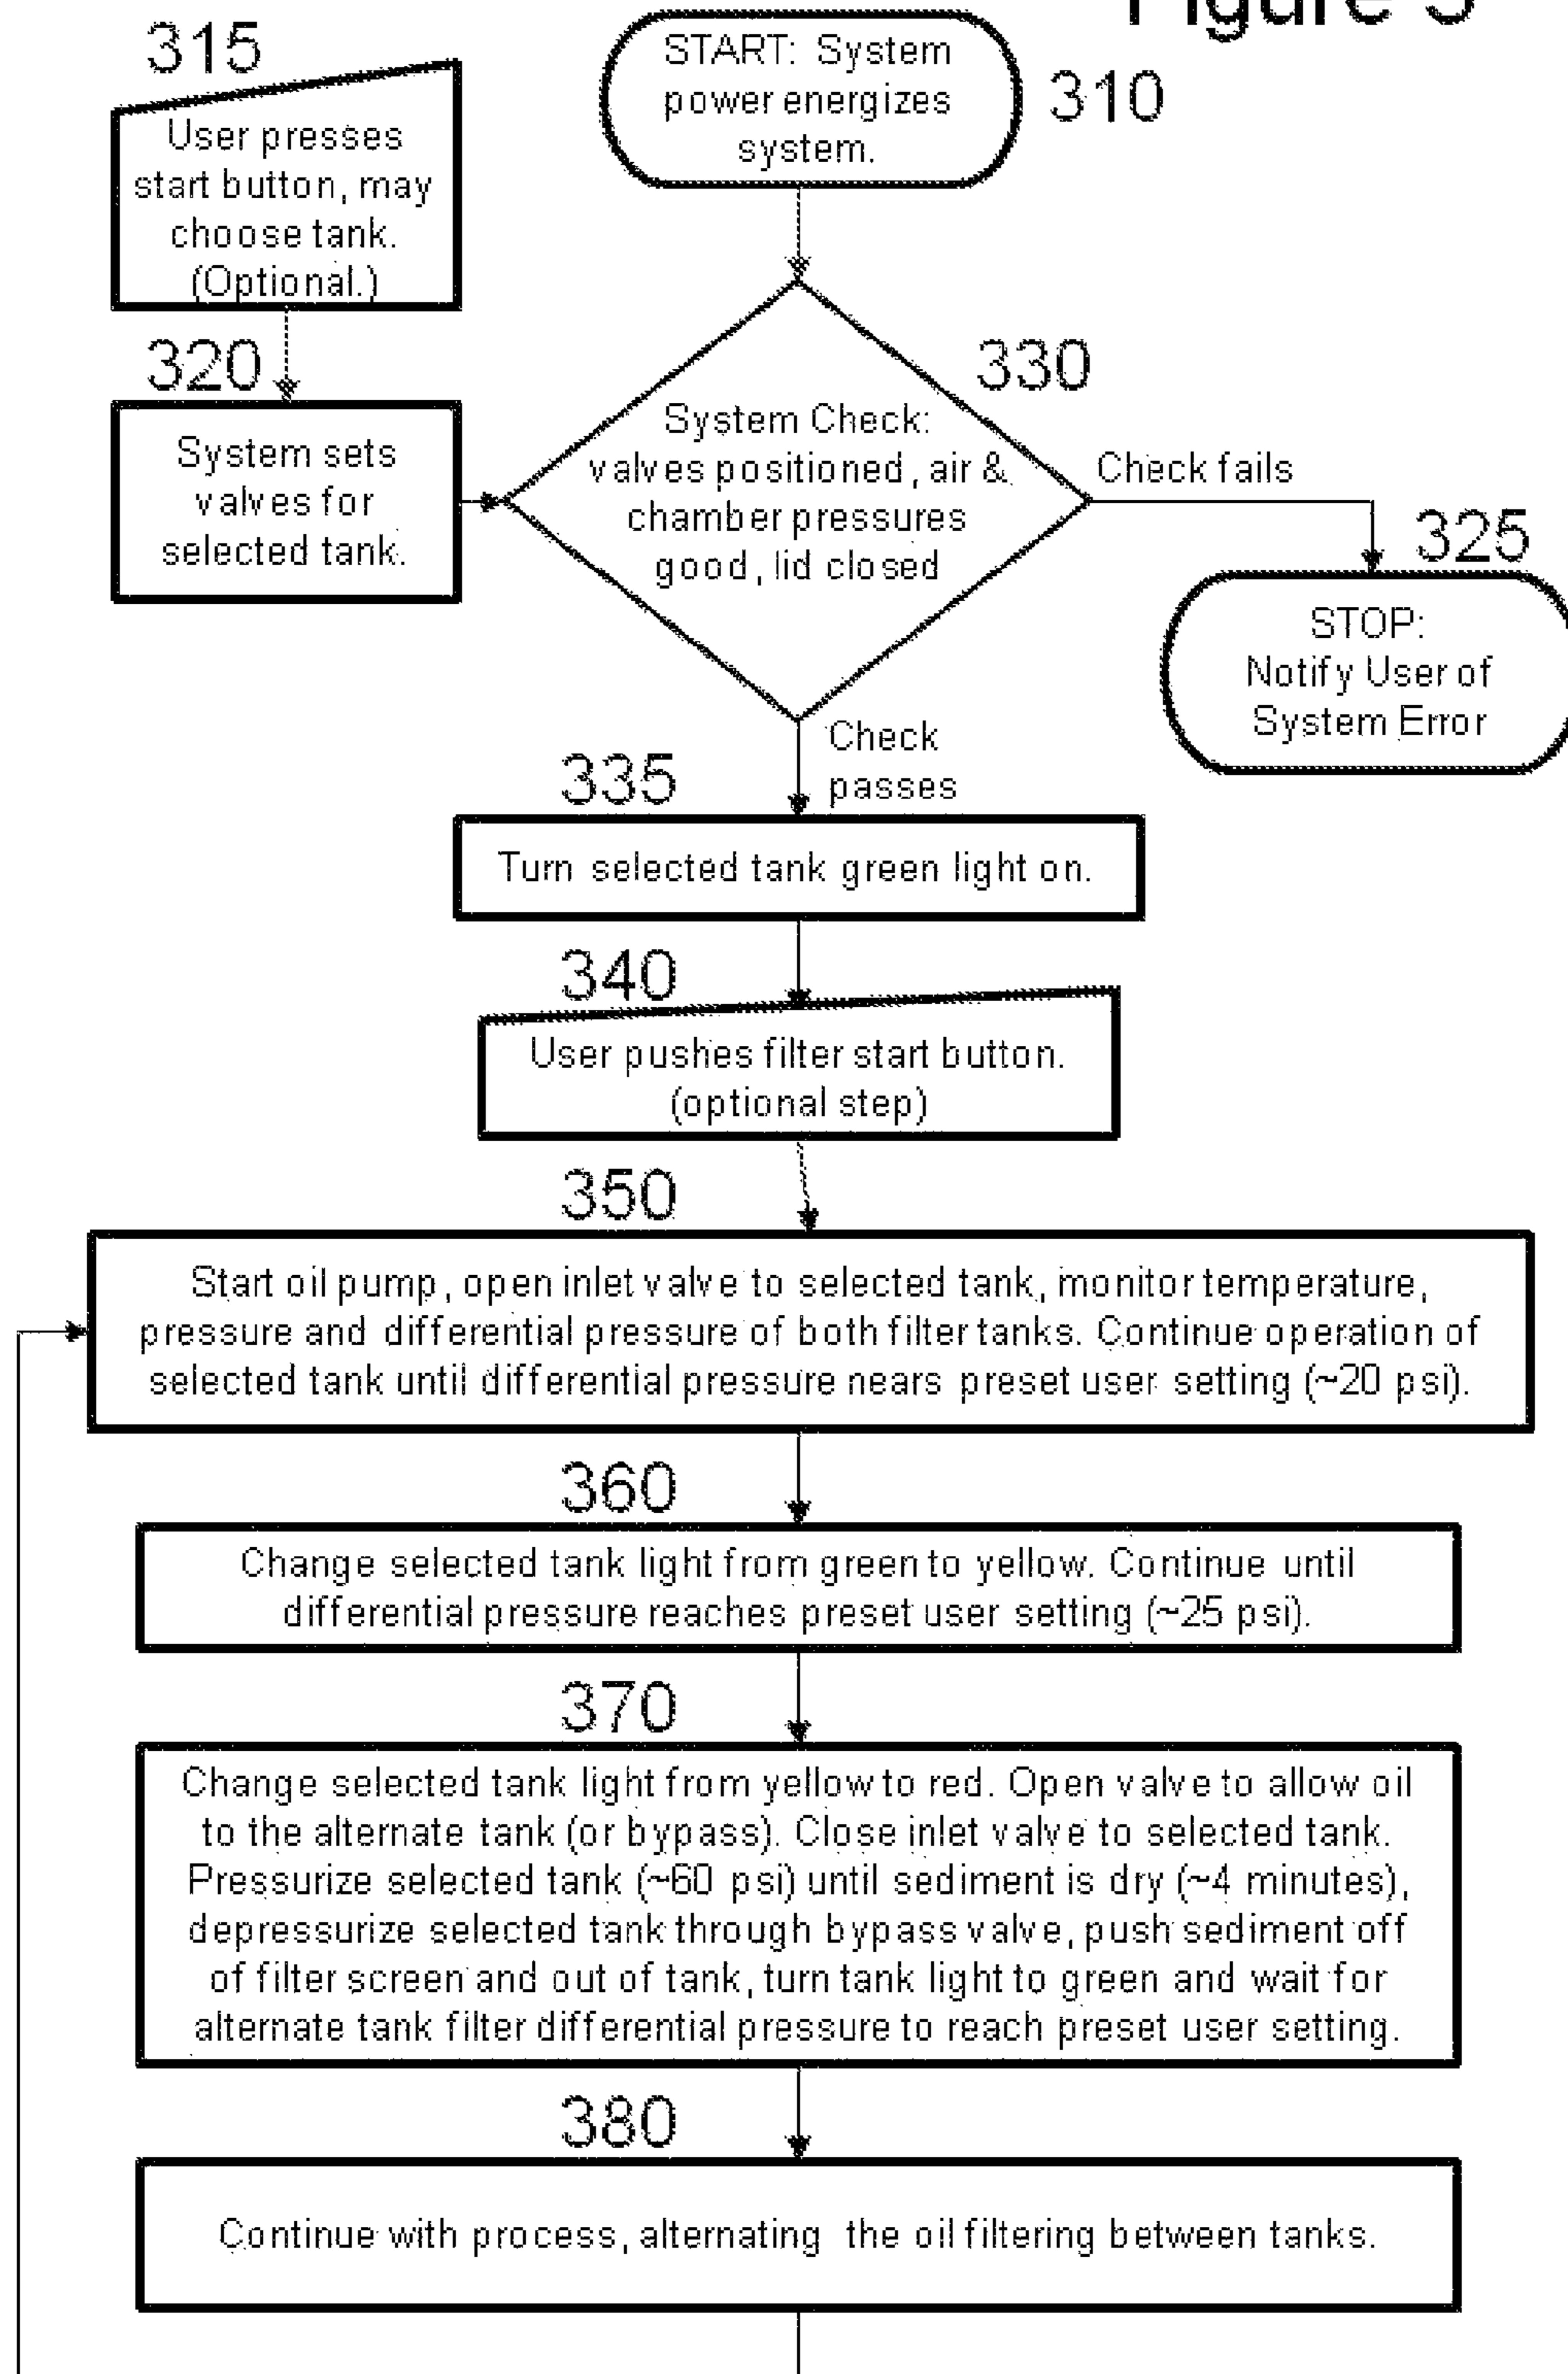 315
User presses
start button, may
choose tank.
(Optional.)
START: System
power energizes
system.
310
320
System sets
valves for
selected tank.
330
System Check:
valves positioned, air &
chamber pressures
good, lid closed
Check fails
325
STOP:
Notify User of
System Error
Check
passes
335
Turn selected tank green light on.
340
User pushes filter start button.
(optional step)
350
Start oil pump, open inlet valve to selected tank, monitor temperature,
pressure and differential pressure of both filter tanks. Continue operation of
selected tank until differential pressure nears preset user setting (~20 psi).
360
Change selected tank light from green to yellow. Continue until
differential pressure reaches preset user setting (~25 psi).
370
Change selected tank light from yellow to red. Open valve to allow oil
to the alternate tank (or bypass). Close inlet valve to selected tank.
Pressurize selected tank (~60 psi) until sediment is dry (~4 minutes),
depressurize selected tank through bypass valve, push sediment off
of filter screen and out of tank, turn tank light to green and wait for
alternate tank filter differential pressure to reach preset user setting.
380
Continue with process, alternating the oil filtering between tanks.